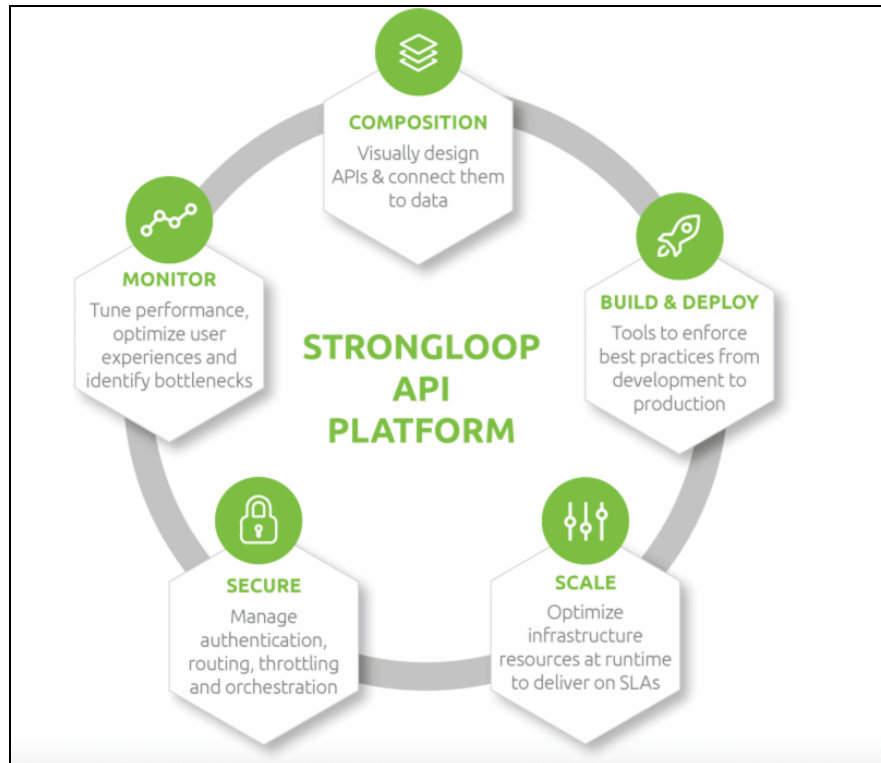 COMPOSITION
Visually design
APIs & connect them
to data
MONITOR
Tune performance,
optimize user
experiences and
identify bottlenecks
BUILD & DEPLOY
Tools to enforce
best practices from
development to
production
STRONGLOOP
API
PLATFORM
SECURE
Manage
authentication,
routing, throttling
and orchestration
SCALE
Optimize
infrastructure
resources at runtime
to deliver on SLAs